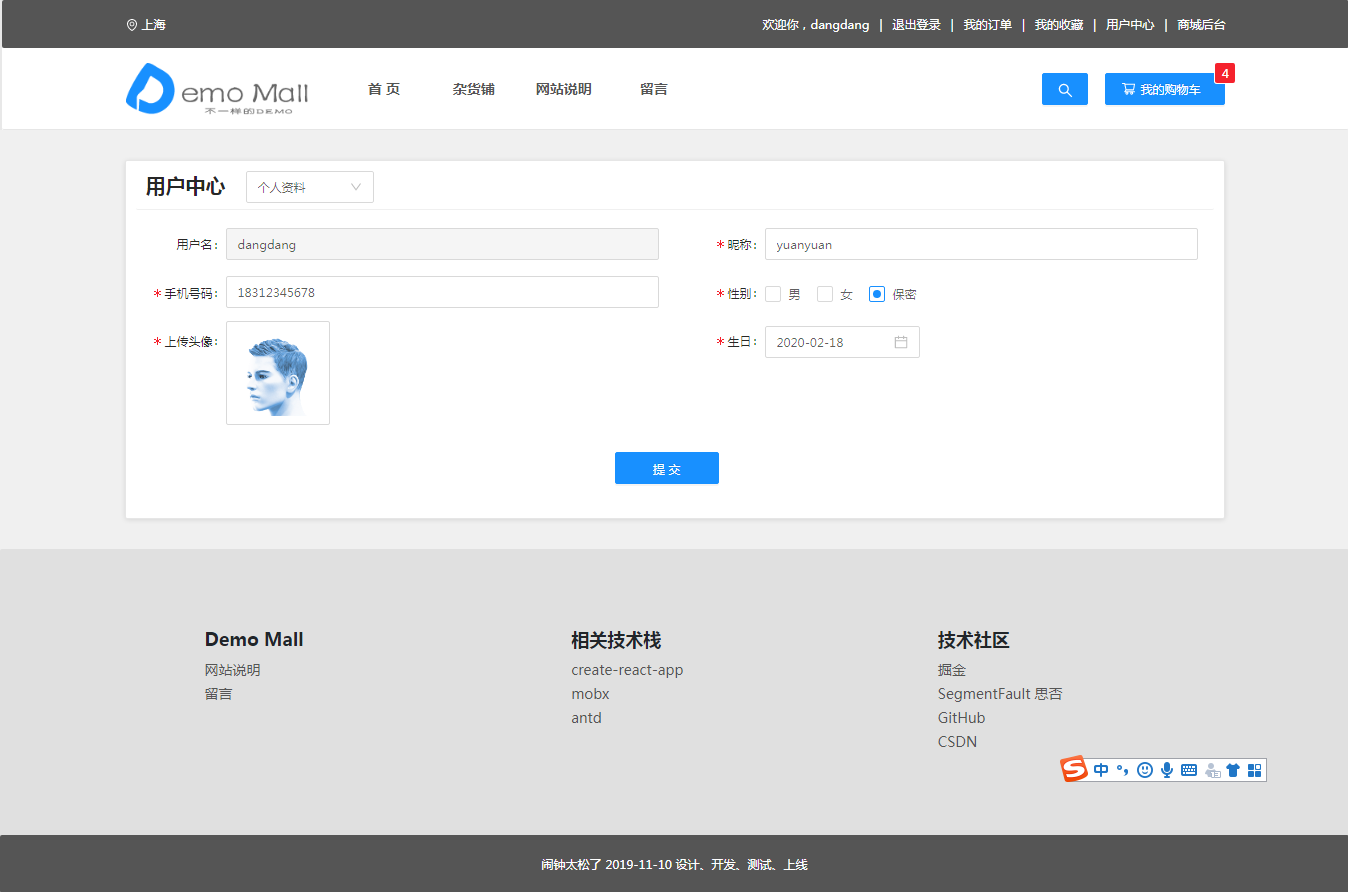 上海
欢迎你，dangdang | 退出登录 | 我的订单 | 我的收藏 | 用户中心 | 商城后台
emo Mall
不一样的DEMO
首 页 杂货铺 网站说明 留言
我的购物车 4
用户中心 个人资料
用户名: dangdang
* 昵称: yuanyuan
* 手机号码: 18312345678
* 性别: 男 女 保密
* 上传头像:
* 生日: 2020-02-18
提 交
Demo Mall
网站说明
留言
相关技术栈
create-react-app
mobx
antd
技术社区
掘金
SegmentFault 思否
GitHub
CSDN
S 中 °,
闹钟太松了 2019-11-10 设计、开发、测试、上线